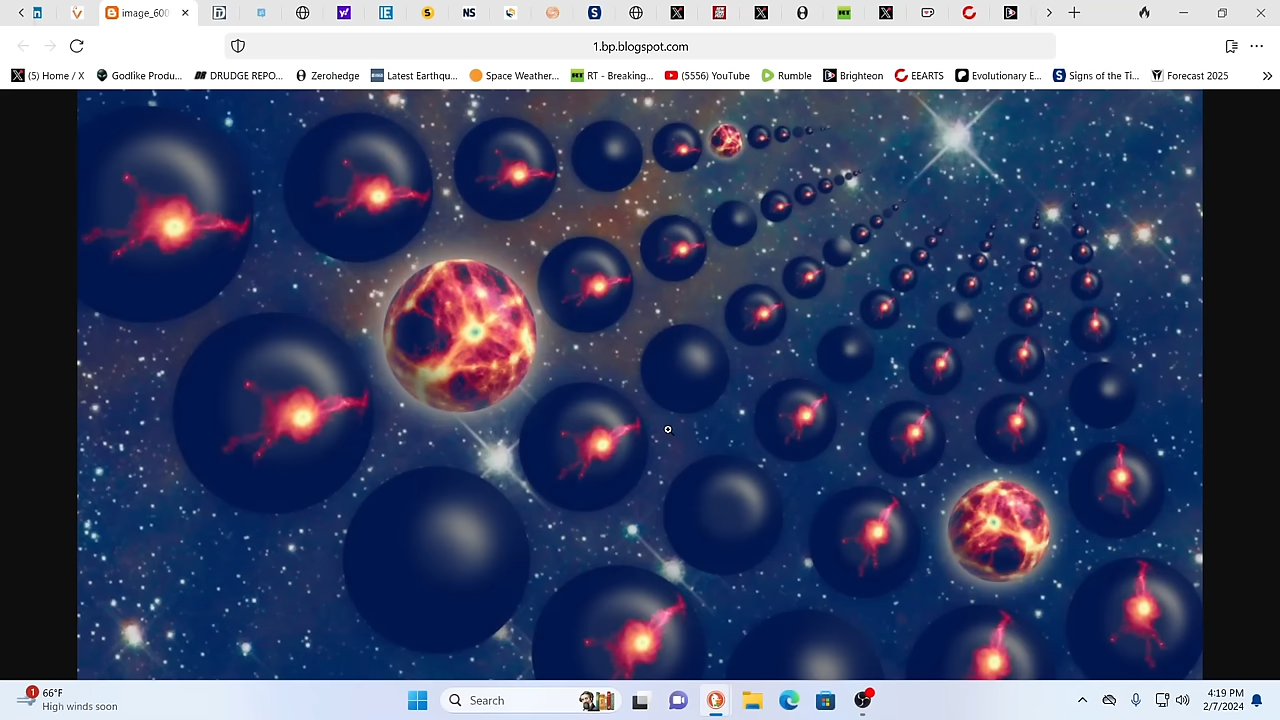 image_600
1.bp.blogspot.com
(5) Home / X
Godlike Produ...
DRUDGE REPO...
Zerohedge
Latest Earthqu...
Space Weather...
RT - Breaking...
(5556) YouTube
Rumble
Brighteon
EEARTS
Evolutionary E...
Signs of the Ti...
Forecast 2025
1
66°F
High winds soon
Search
4:19 PM
2/7/2024